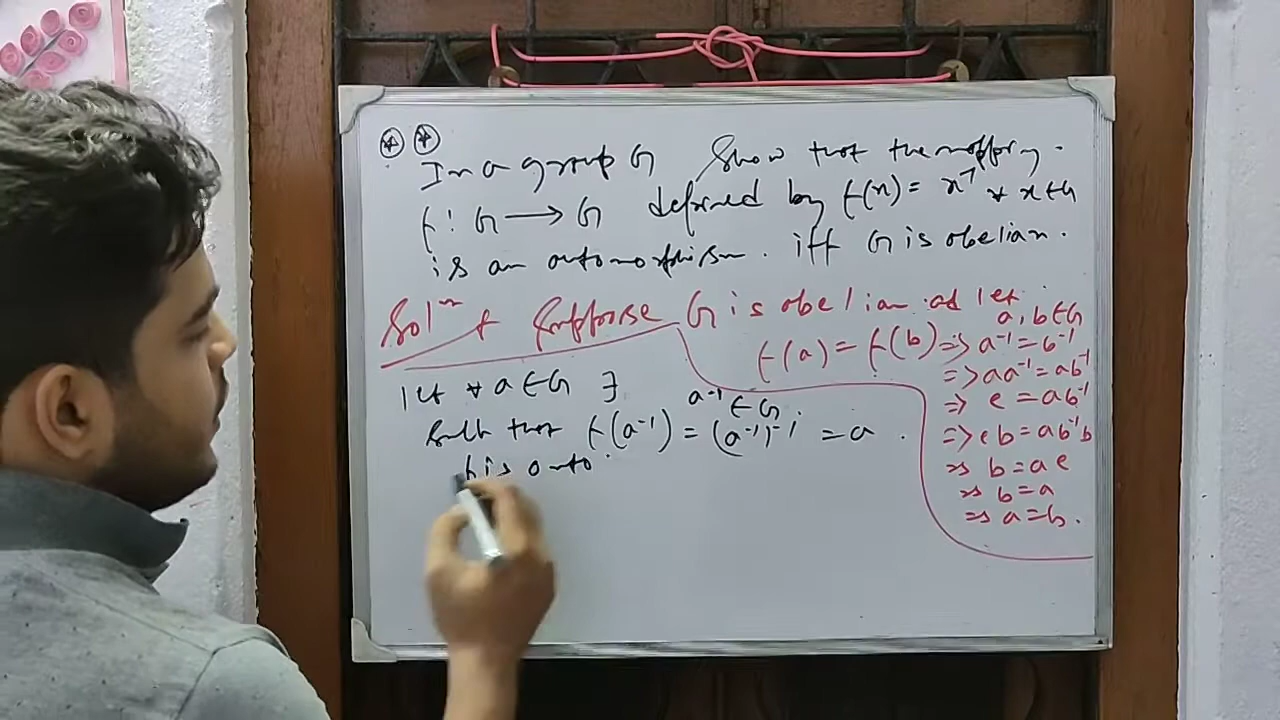 In a group G Show that the mapping.
f: G → G defined by f(x) = x⁻¹ ∀ x ∈ G
is an automorphism. iff G is abelian.
Solⁿ Suppose G is abelian and let a, b ∈ G
f(a) = f(b) => a⁻¹ = b⁻¹
=> aa⁻¹ = ab⁻¹
=> e = ab⁻¹
=> eb = ab⁻¹b
=> b = ae
=> b = a
=> a = b.
let ∀ a ∈ G ∃ a⁻¹ ∈ G
Such that f(a⁻¹) = (a⁻¹)⁻¹ = a.
is onto.